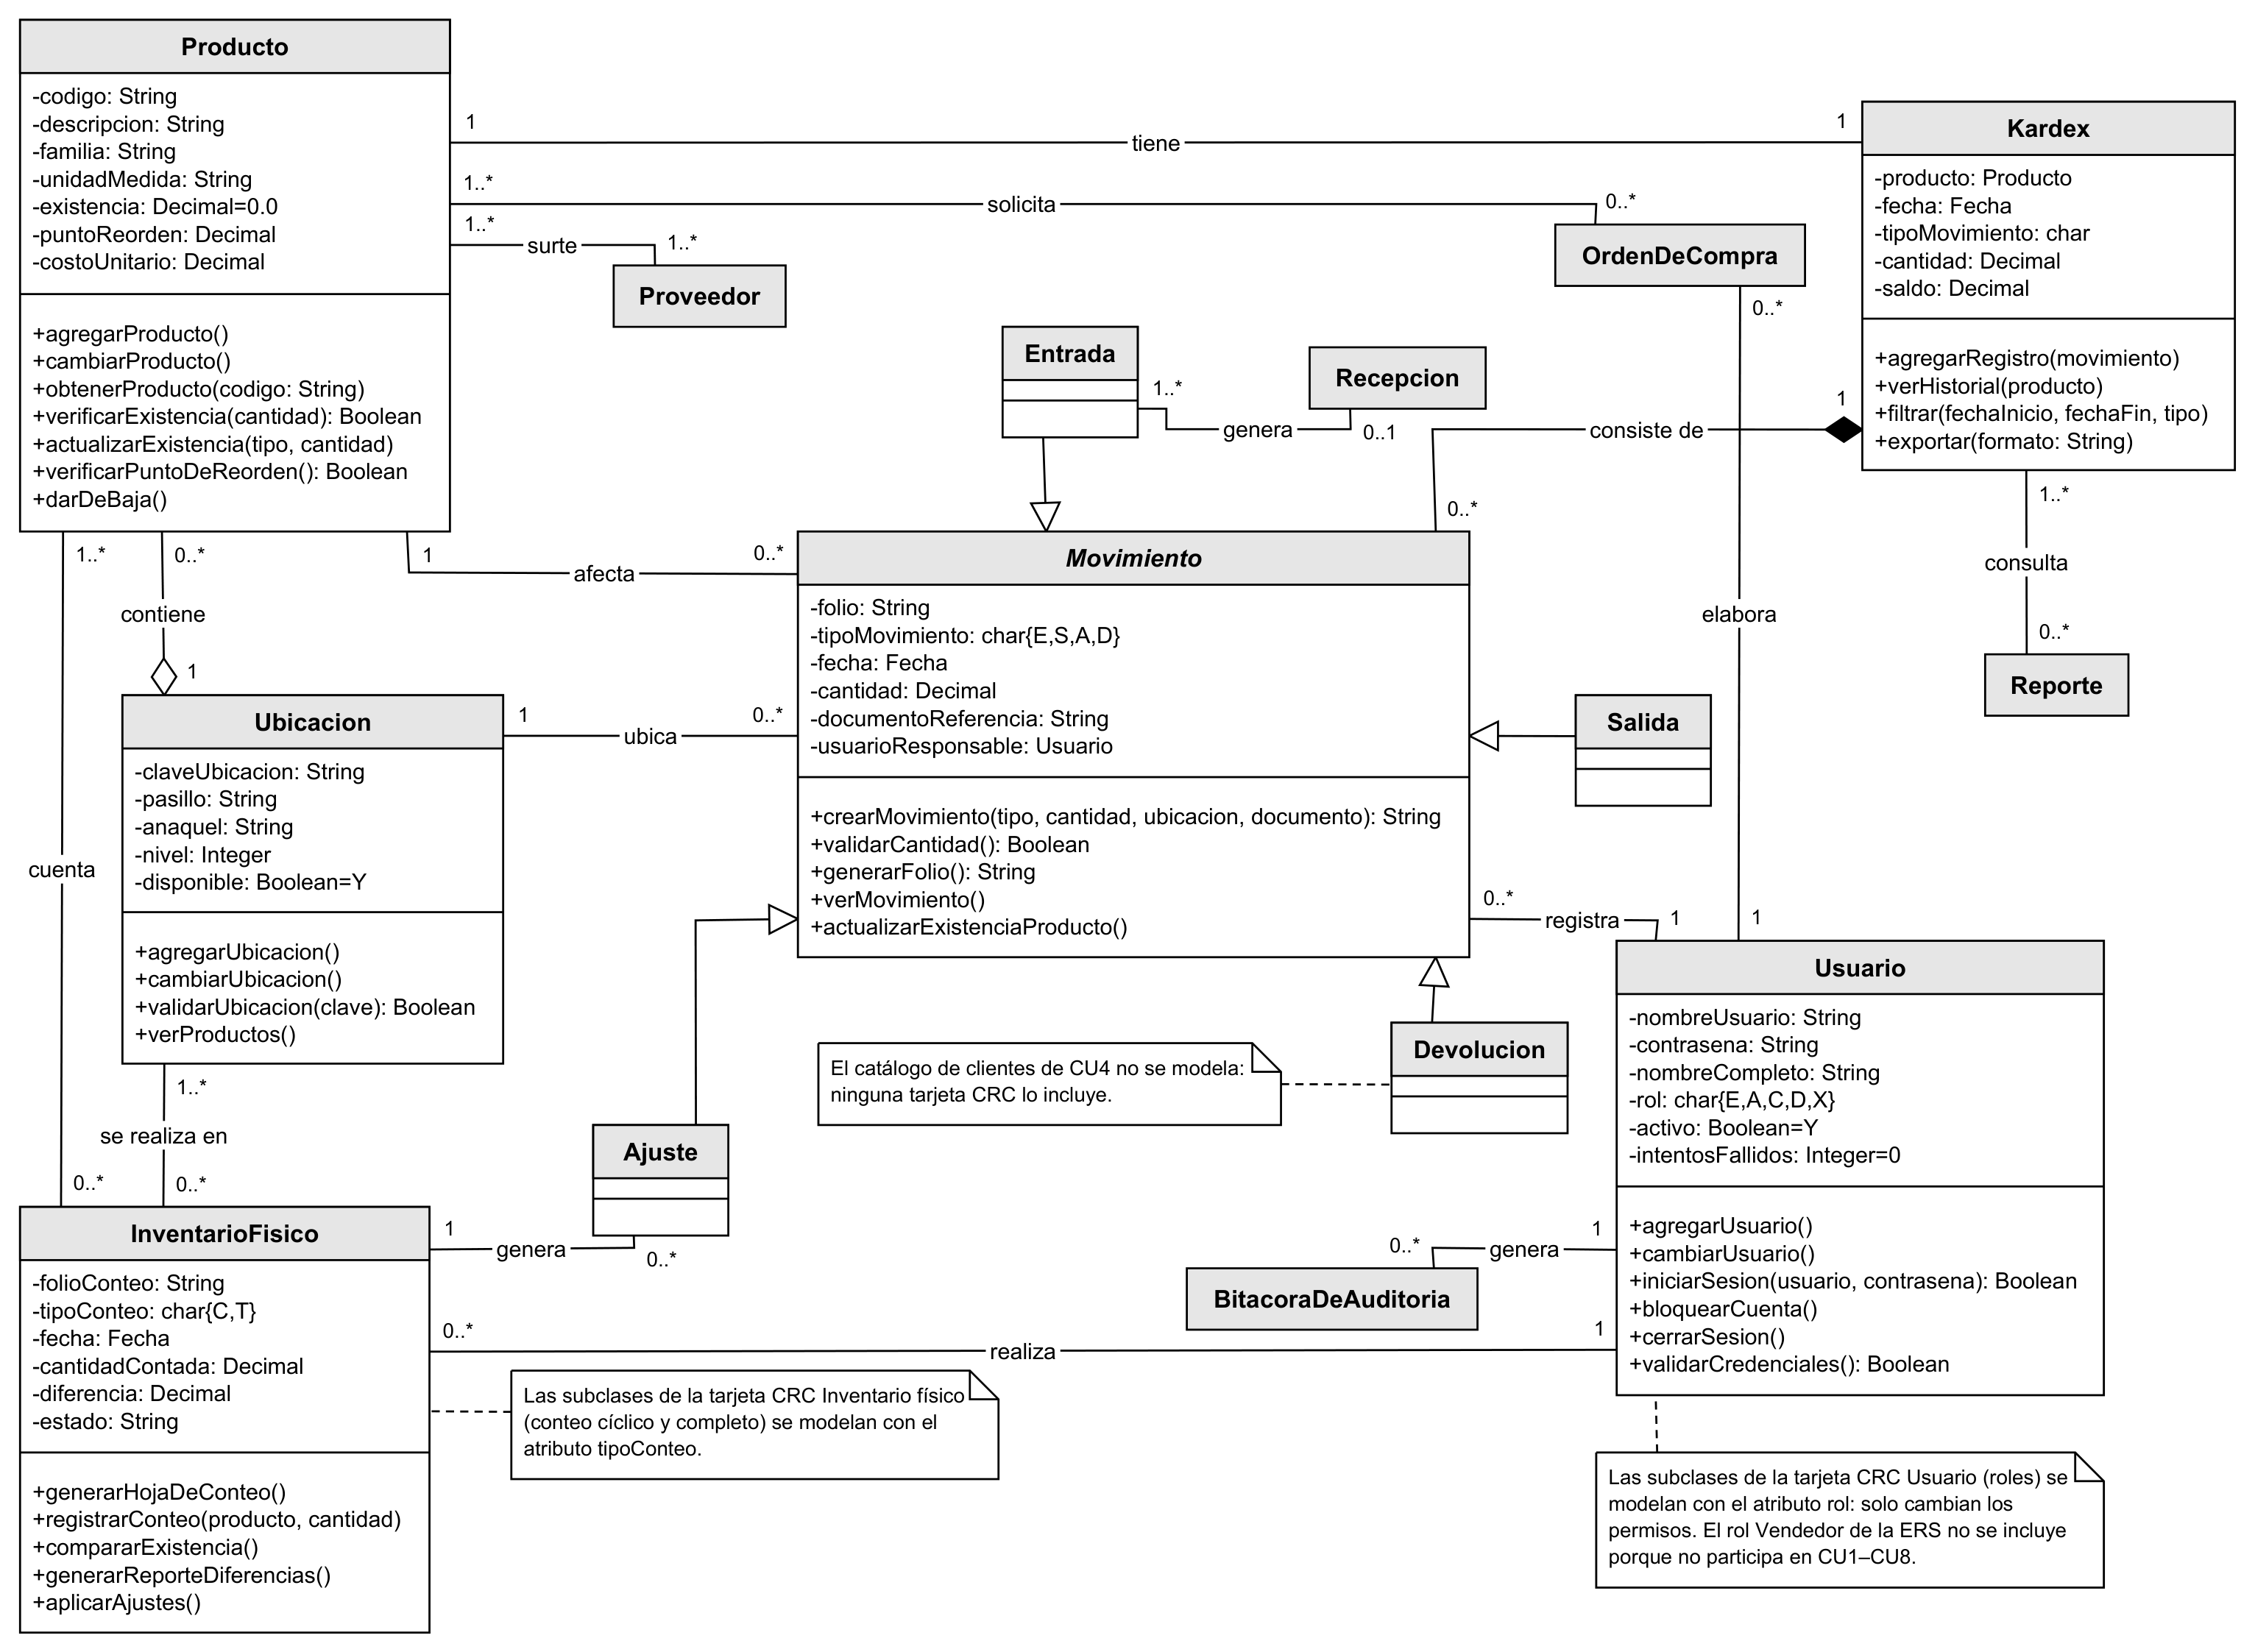 Producto
-codigo: String
-descripcion: String
-familia: String
-unidadMedida: String
-existencia: Decimal=0.0
-puntoReorden: Decimal
-costoUnitario: Decimal
+agregarProducto()
+cambiarProducto()
+obtenerProducto(codigo: String)
+verificarExistencia(cantidad): Boolean
+actualizarExistencia(tipo, cantidad)
+verificarPuntoDeReorden(): Boolean
+darDeBaja()
1
tiene
1
1..*
solicita
0..*
1..*
surte
1..*
Proveedor
OrdenDeCompra
0..*
Kardex
-producto: Producto
-fecha: Fecha
-tipoMovimiento: char
-cantidad: Decimal
-saldo: Decimal
+agregarRegistro(movimiento)
+verHistorial(producto)
+filtrar(fechaInicio, fechaFin, tipo)
+exportar(formato: String)
Entrada
1..*
genera
0..1
Recepcion
1
consiste de
0..*
1..*
consulta
0..*
Reporte
1..*
0..*
1
afecta
0..*
contiene
1
Movimiento
-folio: String
-tipoMovimiento: char{E,S,A,D}
-fecha: Fecha
-cantidad: Decimal
-documentoReferencia: String
-usuarioResponsable: Usuario
+crearMovimiento(tipo, cantidad, ubicacion, documento): String
+validarCantidad(): Boolean
+generarFolio(): String
+verMovimiento()
+actualizarExistenciaProducto()
elabora
1
Salida
Ubicacion
-claveUbicacion: String
-pasillo: String
-anaquel: String
-nivel: Integer
-disponible: Boolean=Y
+agregarUbicacion()
+cambiarUbicacion()
+validarUbicacion(clave): Boolean
+verProductos()
1
ubica
0..*
cuenta
0..*
registra
1
1..*
se realiza en
0..*
0..*
El catálogo de clientes de CU4 no se modela:
ninguna tarjeta CRC lo incluye.
Devolucion
Usuario
-nombreUsuario: String
-contrasena: String
-nombreCompleto: String
-rol: char{E,A,C,D,X}
-activo: Boolean=Y
-intentosFallidos: Integer=0
+agregarUsuario()
+cambiarUsuario()
+iniciarSesion(usuario, contrasena): Boolean
+bloquearCuenta()
+cerrarSesion()
+validarCredenciales(): Boolean
Ajuste
InventarioFisico
-folioConteo: String
-tipoConteo: char{C,T}
-fecha: Fecha
-cantidadContada: Decimal
-diferencia: Decimal
-estado: String
+generarHojaDeConteo()
+registrarConteo(producto, cantidad)
+compararExistencia()
+generarReporteDiferencias()
+aplicarAjustes()
1
genera
0..*
0..*
genera
1
BitacoraDeAuditoria
0..*
realiza
1
Las subclases de la tarjeta CRC Inventario físico
(conteo cíclico y completo) se modelan con el
atributo tipoConteo.
Las subclases de la tarjeta CRC Usuario (roles) se
modelan con el atributo rol: solo cambian los
permisos. El rol Vendedor de la ERS no se incluye
porque no participa en CU1–CU8.